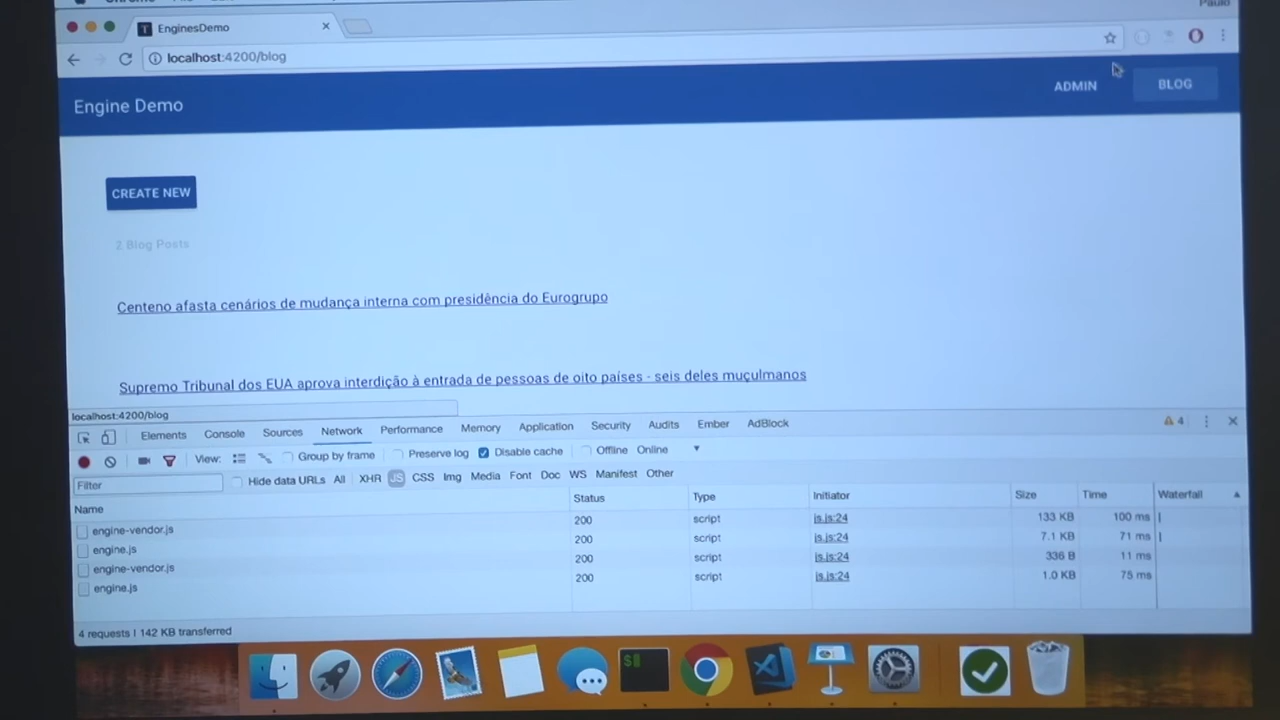 Paulo
EnginesDemo
localhost:4200/blog
Engine Demo
ADMIN
BLOG
CREATE NEW
2 Blog Posts
Centeno afasta cenários de mudança interna com presidência do Eurogrupo
Supremo Tribunal dos EUA aprova interdição à entrada de pessoas de oito países - seis deles muçulmanos
localhost:4200/blog
Elements Console Sources Network Performance Memory Application Security Audits Ember AdBlock 4
View: Group by frame Preserve log Disable cache Offline Online
Filter Hide data URLs All XHR JS CSS Img Media Font Doc WS Manifest Other
Name Status Type Initiator Size Time Waterfall
engine-vendor.js 200 script js.js:24 133 KB 100 ms
engine.js 200 script js.js:24 7.1 KB 71 ms
engine-vendor.js 200 script js.js:24 336 B 11 ms
engine.js 200 script js.js:24 1.0 KB 75 ms
4 requests | 142 KB transferred